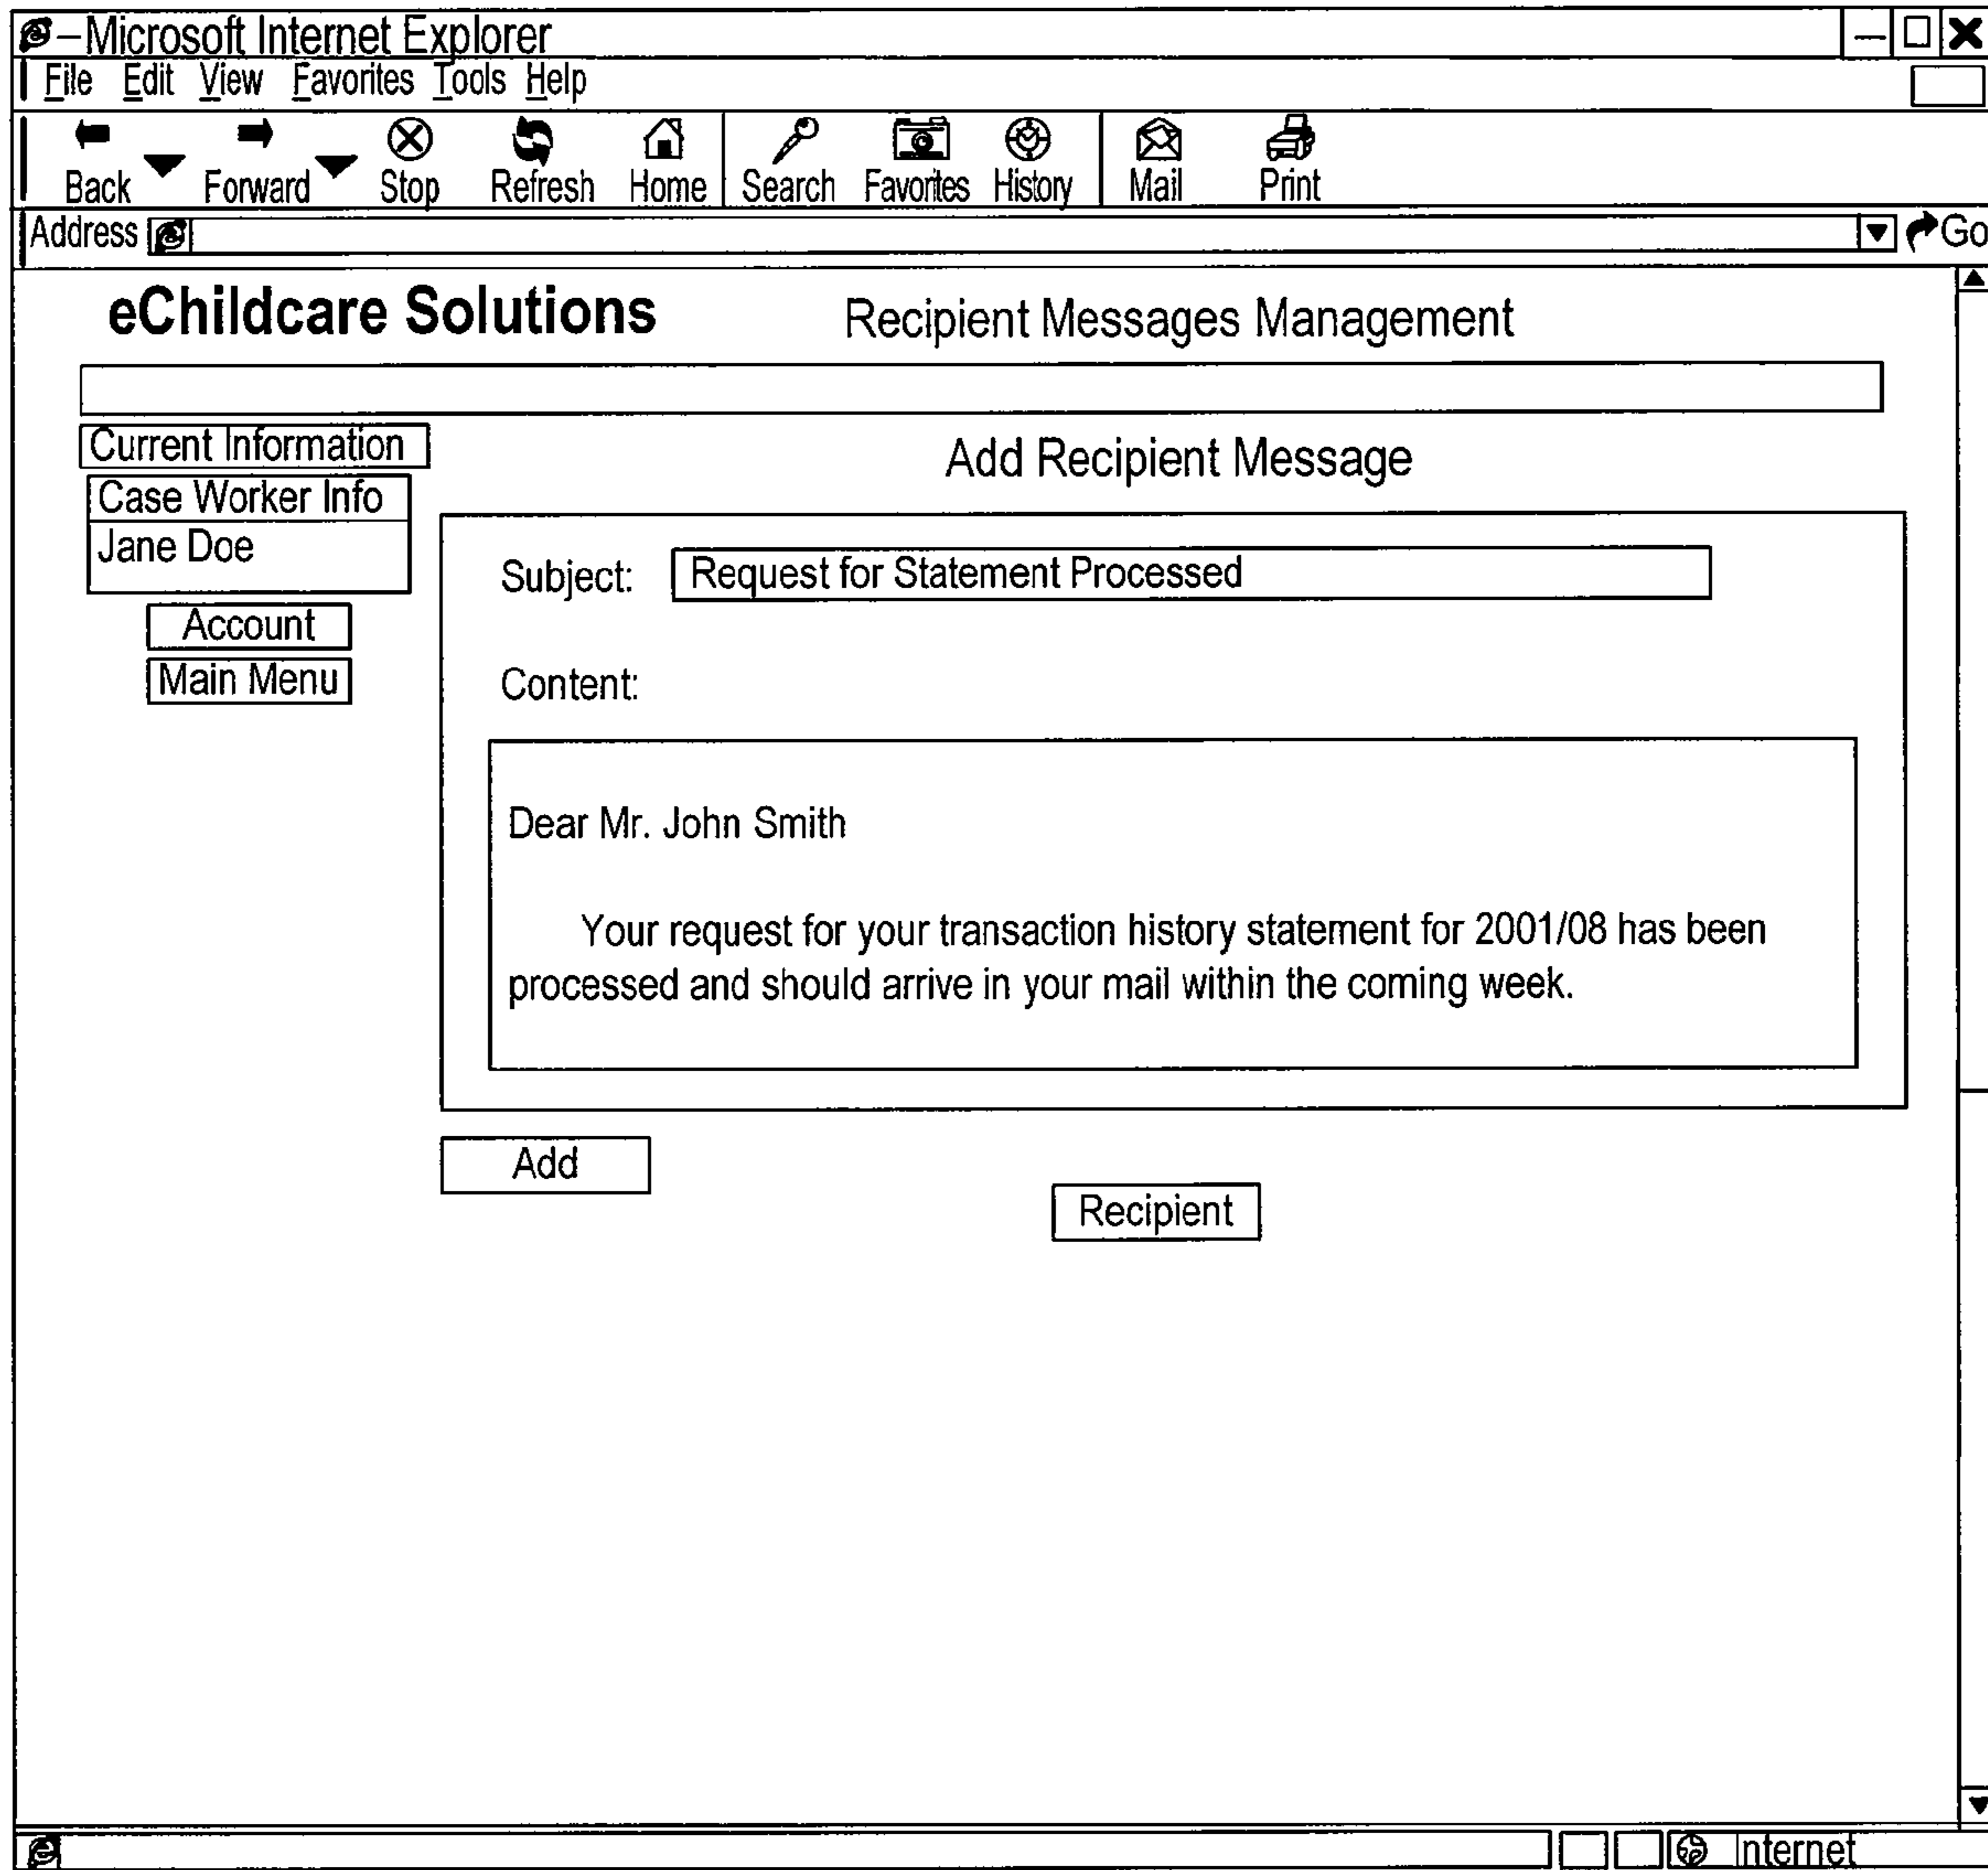 –Microsoft Internet Explorer
File Edit View Favorites Tools Help
Back Forward Stop Refresh Home Search Favorites History Mail Print
Address Go
eChildcare Solutions Recipient Messages Management
Current Information
Add Recipient Message
Case Worker Info
Jane Doe
Subject: Request for Statement Processed
Account
Main Menu
Content:
Dear Mr. John Smith
Your request for your transaction history statement for 2001/08 has been
processed and should arrive in your mail within the coming week.
Add
Recipient
Internet